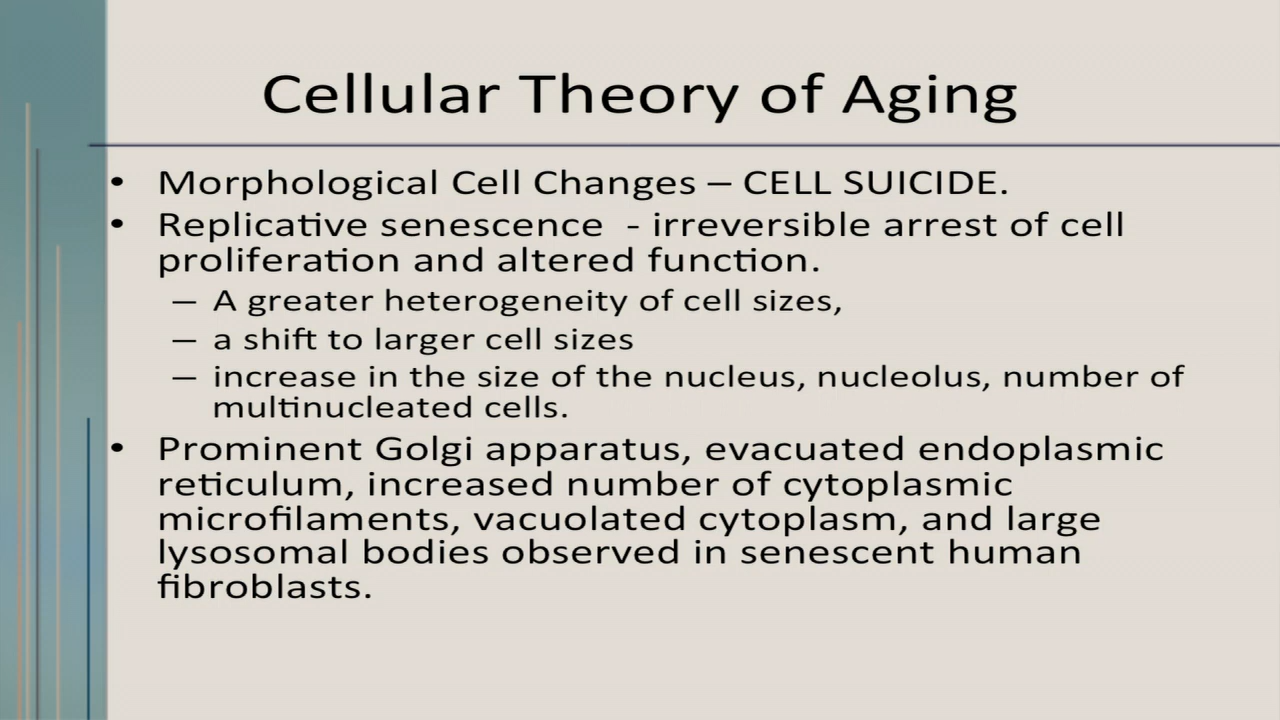 Cellular Theory of Aging
• Morphological Cell Changes – CELL SUICIDE.
• Replicative senescence - irreversible arrest of cell
proliferation and altered function.
– A greater heterogeneity of cell sizes,
– a shift to larger cell sizes
– increase in the size of the nucleus, nucleolus, number of
multinucleated cells.
• Prominent Golgi apparatus, evacuated endoplasmic
reticulum, increased number of cytoplasmic
microfilaments, vacuolated cytoplasm, and large
lysosomal bodies observed in senescent human
fibroblasts.